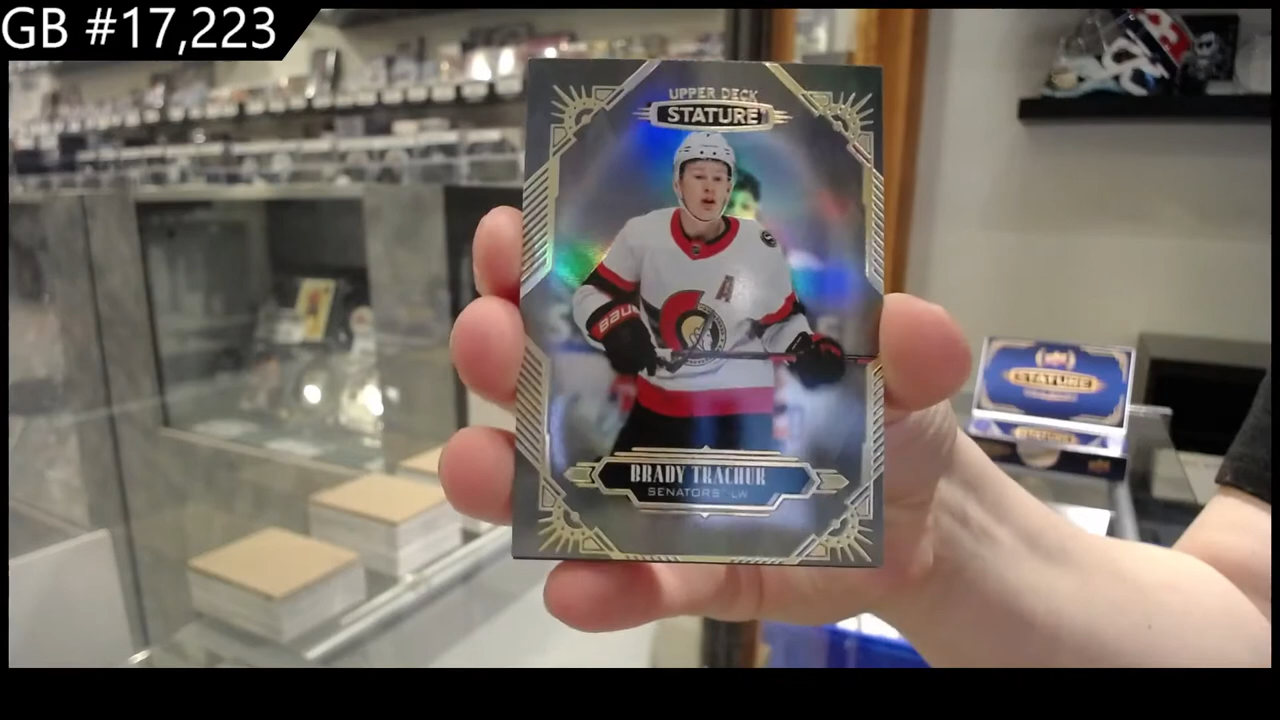 GB #17,223
UPPER DECK
STATURE
A
BAUER
BRADY TKACHUK
SENATORS LW
STATURE